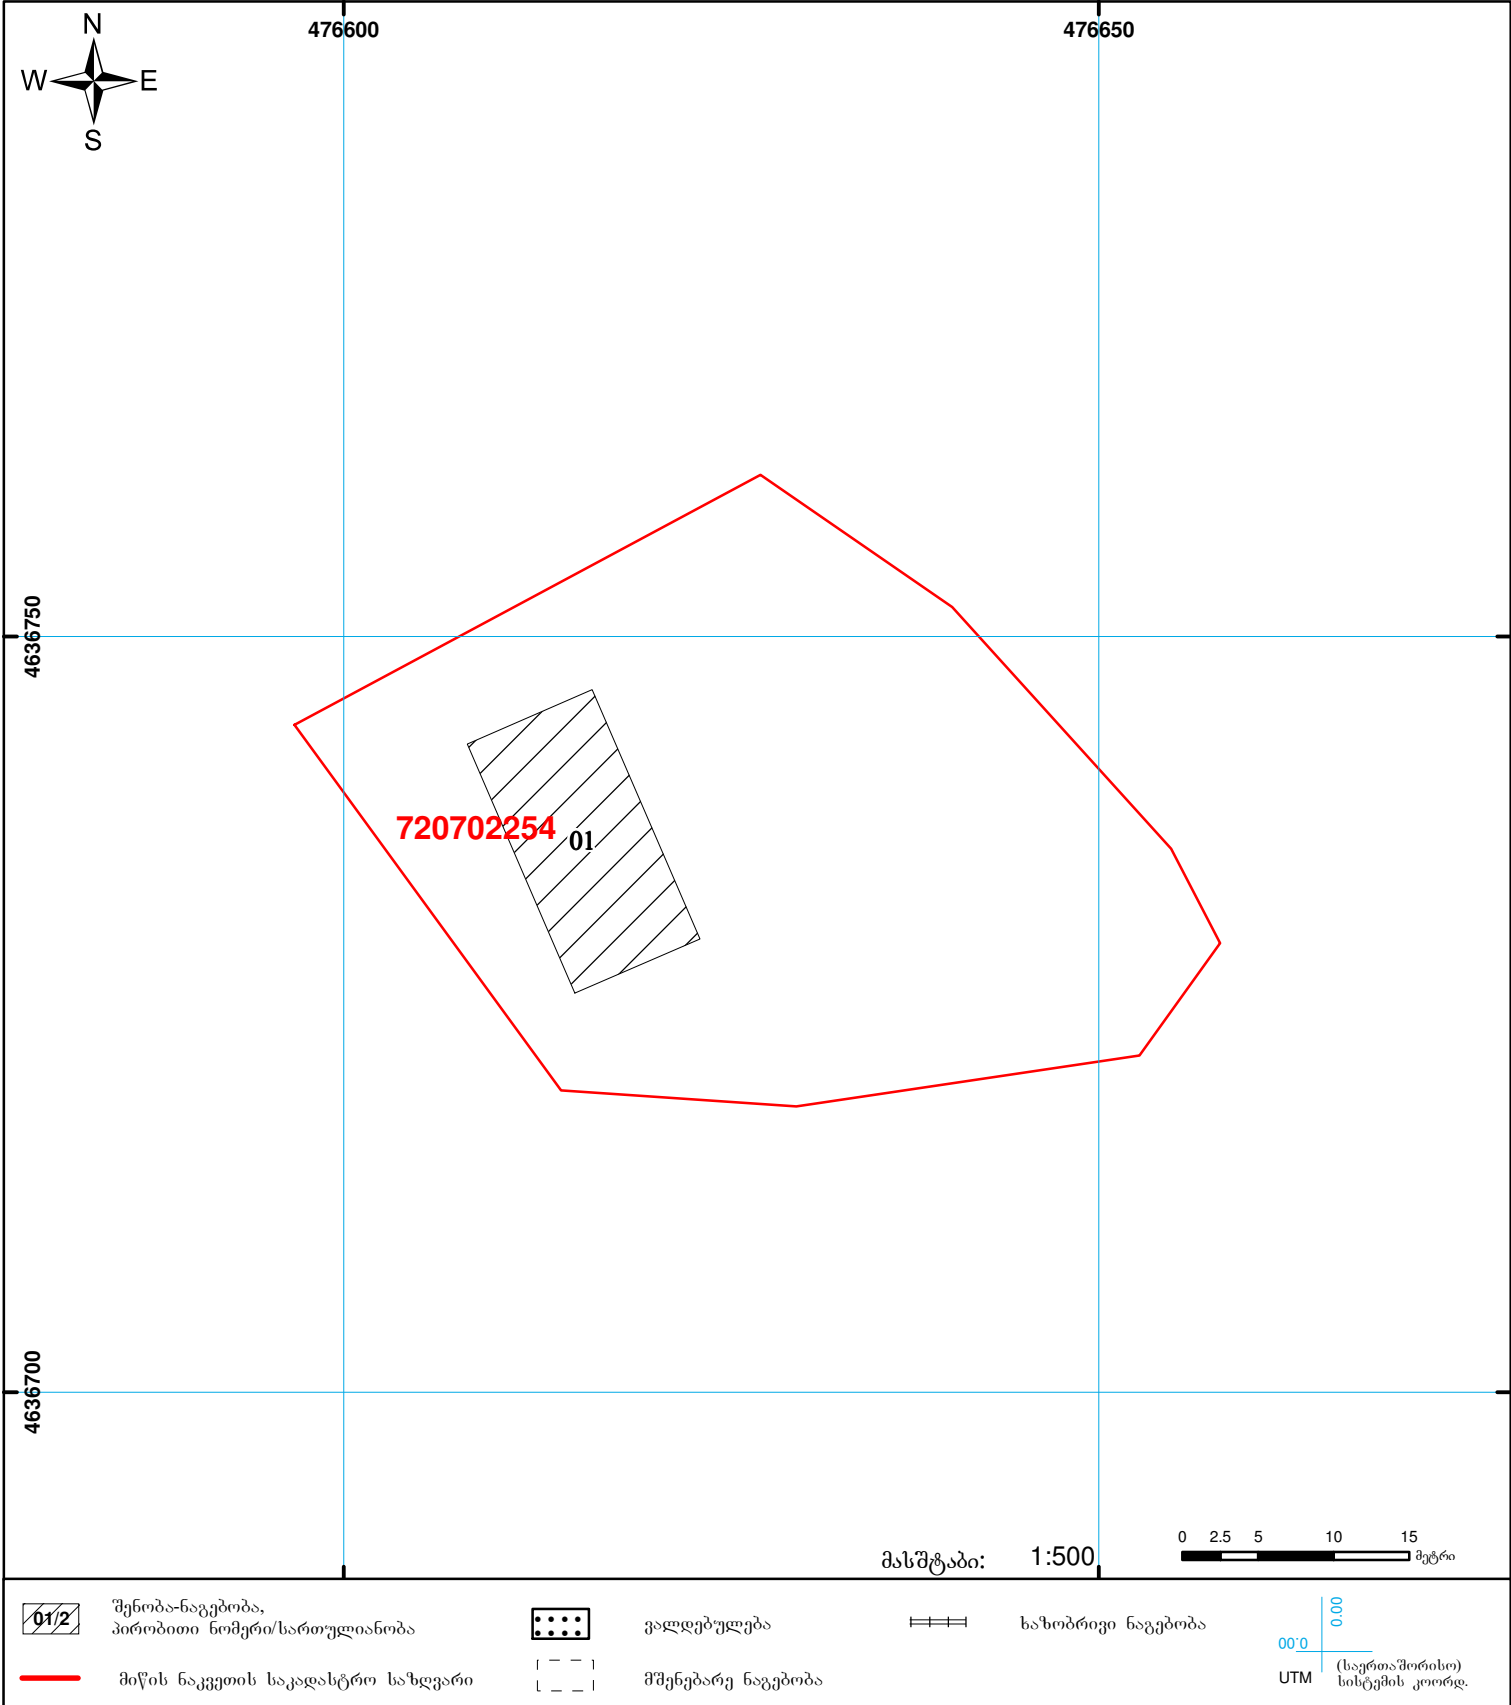 N
W E
S
476600
476650
4636750
4636700
720702254
01
მასშტაბი: 1:500
0 2.5 5 10 15
მეტრი
01/2
შენობა-ნაგებობა,
პირობითი ნომერი/სართულიანობა
ვალდებულება
ხაზობრივი ნაგებობა
მიწის ნაკვეთის საკადასტრო საზღვარი
მშენებარე ნაგებობა
00.0
0.00
UTM
(საერთაშორისო)
სისტემის კოორდ.